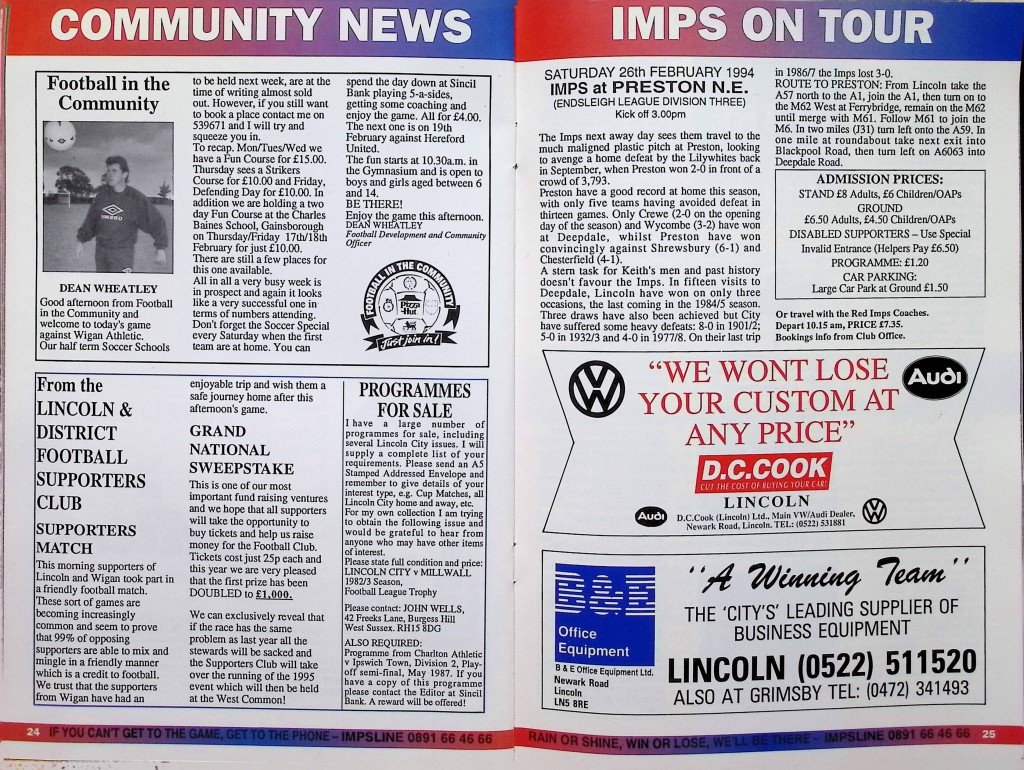 COMMUNITY NEWS
Football in the
Community
UMBRO
DEAN WHEATLEY
Good afternoon from Football
in the Community and
welcome to today's game
against Wigan Athletic.
Our half term Soccer Schools
to be held next week, are at the
time of writing almost sold
out. However, if you still want
to book a place contact me on
539671 and I will try and
squeeze you in.
To recap. Mon/Tues/Wed we
have a Fun Course for £15.00.
Thursday sees a Strikers
Course for £10.00 and Friday,
Defending Day for £10.00. In
addition we are holding a two
day Fun Course at the Charles
Baines School, Gainsborough
on Thursday/Friday 17th/18th
February for just £10.00.
There are still a few places for
this one available.
All in all a very busy week is
in prospect and again it looks
like a very successful one in
terms of numbers attending.
Don't forget the Soccer Special
every Saturday when the first
team are at home. You can
spend the day down at Sincil
Bank playing 5-a-sides,
getting some coaching and
enjoy the game. All for £4.00.
The next one is on 19th
February against Hereford
United.
The fun starts at 10.30a.m. in
the Gymnasium and is open to
boys and girls aged between 6
and 14.
BE THERE!
Enjoy the game this afternoon.
DEAN WHEATLEY
Football Development and Community
Officer
FOOTBALL IN THE COMMUNITY
Pizza
Hut
Just join in!
From the
LINCOLN &
DISTRICT
FOOTBALL
SUPPORTERS
CLUB
SUPPORTERS
MATCH
This morning supporters of
Lincoln and Wigan took part in
a friendly football match.
These sort of games are
becoming increasingly
common and seem to prove
that 99% of opposing
supporters are able to mix and
mingle in a friendly manner
which is a credit to football.
We trust that the supporters
from Wigan have had an
enjoyable trip and wish them a
safe journey home after this
afternoon's game.
GRAND
NATIONAL
SWEEPSTAKE
This is one of our most
important fund raising ventures
and we hope that all supporters
will take the opportunity to
buy tickets and help us raise
money for the Football Club.
Tickets cost just 25p each and
this year we are very pleased
that the first prize has been
DOUBLED to £1,000.
We can exclusively reveal that
if the race has the same
problem as last year all the
stewards will be sacked and
the Supporters Club will take
over the running of the 1995
event which will then be held
at the West Common!
PROGRAMMES
FOR SALE
I have a large number of
programmes for sale, including
several Lincoln City issues. I will
supply a complete list of your
requirements. Please send an A5
Stamped Addressed Envelope and
remember to give details of your
interest type, e.g. Cup Matches, all
Lincoln City home and away, etc.
For my own collection I am trying
to obtain the following issue and
would be grateful to hear from
anyone who may have other items
of interest.
Please state full condition and price:
LINCOLN CITY v MILLWALL
1982/3 Season,
Football League Trophy
Please contact: JOHN WELLS,
42 Freeks Lane, Burgess Hill
West Sussex. RH15 8DG
ALSO REQUIRED:
Programme from Charlton Athletic
v Ipswich Town, Division 2, Play-
off semi-final, May 1987. If you
have a copy of this programme
please contact the Editor at Sincil
Bank. A reward will be offered!
24 IF YOU CAN'T GET TO THE GAME, GET TO THE PHONE – IMPSLINE 0891 66 46 66
IMPS ON TOUR
SATURDAY 26th FEBRUARY 1994
IMPS at PRESTON N.E.
(ENDSLEIGH LEAGUE DIVISION THREE)
Kick off 3.00pm
The Imps next away day sees them travel to the
much maligned plastic pitch at Preston, looking
to avenge a home defeat by the Lilywhites back
in September, when Preston won 2-0 in front of a
crowd of 3,793.
Preston have a good record at home this season,
with only five teams having avoided defeat in
thirteen games. Only Crewe (2-0 on the opening
day of the season) and Wycombe (3-2) have won
at Deepdale, whilst Preston have won
convincingly against Shrewsbury (6-1) and
Chesterfield (4-1).
A stern task for Keith's men and past history
doesn't favour the Imps. In fifteen visits to
Deepdale, Lincoln have won on only three
occasions, the last coming in the 1984/5 season.
Three draws have also been achieved but City
have suffered some heavy defeats: 8-0 in 1901/2;
5-0 in 1932/3 and 4-0 in 1977/8. On their last trip
in 1986/7 the Imps lost 3-0.
ROUTE TO PRESTON: From Lincoln take the
A57 north to the A1, join the A1, then turn on to
the M62 West at Ferrybridge, remain on the M62
until merge with M61. Follow M61 to join the
M6. In two miles (J31) turn left onto the A59. In
one mile at roundabout take next exit into
Blackpool Road, then turn left on A6063 into
Deepdale Road.
ADMISSION PRICES:
STAND £8 Adults, £6 Children/OAPs
GROUND
£6.50 Adults, £4.50 Children/OAPs
DISABLED SUPPORTERS – Use Special
Invalid Entrance (Helpers Pay £6.50)
PROGRAMME: £1.20
CAR PARKING:
Large Car Park at Ground £1.50
Or travel with the Red Imps Coaches.
Depart 10.15 am, PRICE £7.35.
Bookings info from Club Office.
"WE WONT LOSE
YOUR CUSTOM AT
ANY PRICE"
Audi
D.C.COOK
CUT THE COST OF BUYING YOUR CAR!
LINCOLN
Audi
D.C.Cook (Lincoln) Ltd., Main VW/Audi Dealer,
Newark Road, Lincoln. TEL: (0522) 531881
B&E
Office
Equipment
B & E Office Equipment Ltd.
Newark Road
Lincoln
LN5 8RE
"A Winning Team"
THE 'CITY'S' LEADING SUPPLIER OF
BUSINESS EQUIPMENT
LINCOLN (0522) 511520
ALSO AT GRIMSBY TEL: (0472) 341493
RAIN OR SHINE, WIN OR LOSE, WE'LL BE THERE – IMPSLINE 0891 66 46 66 25